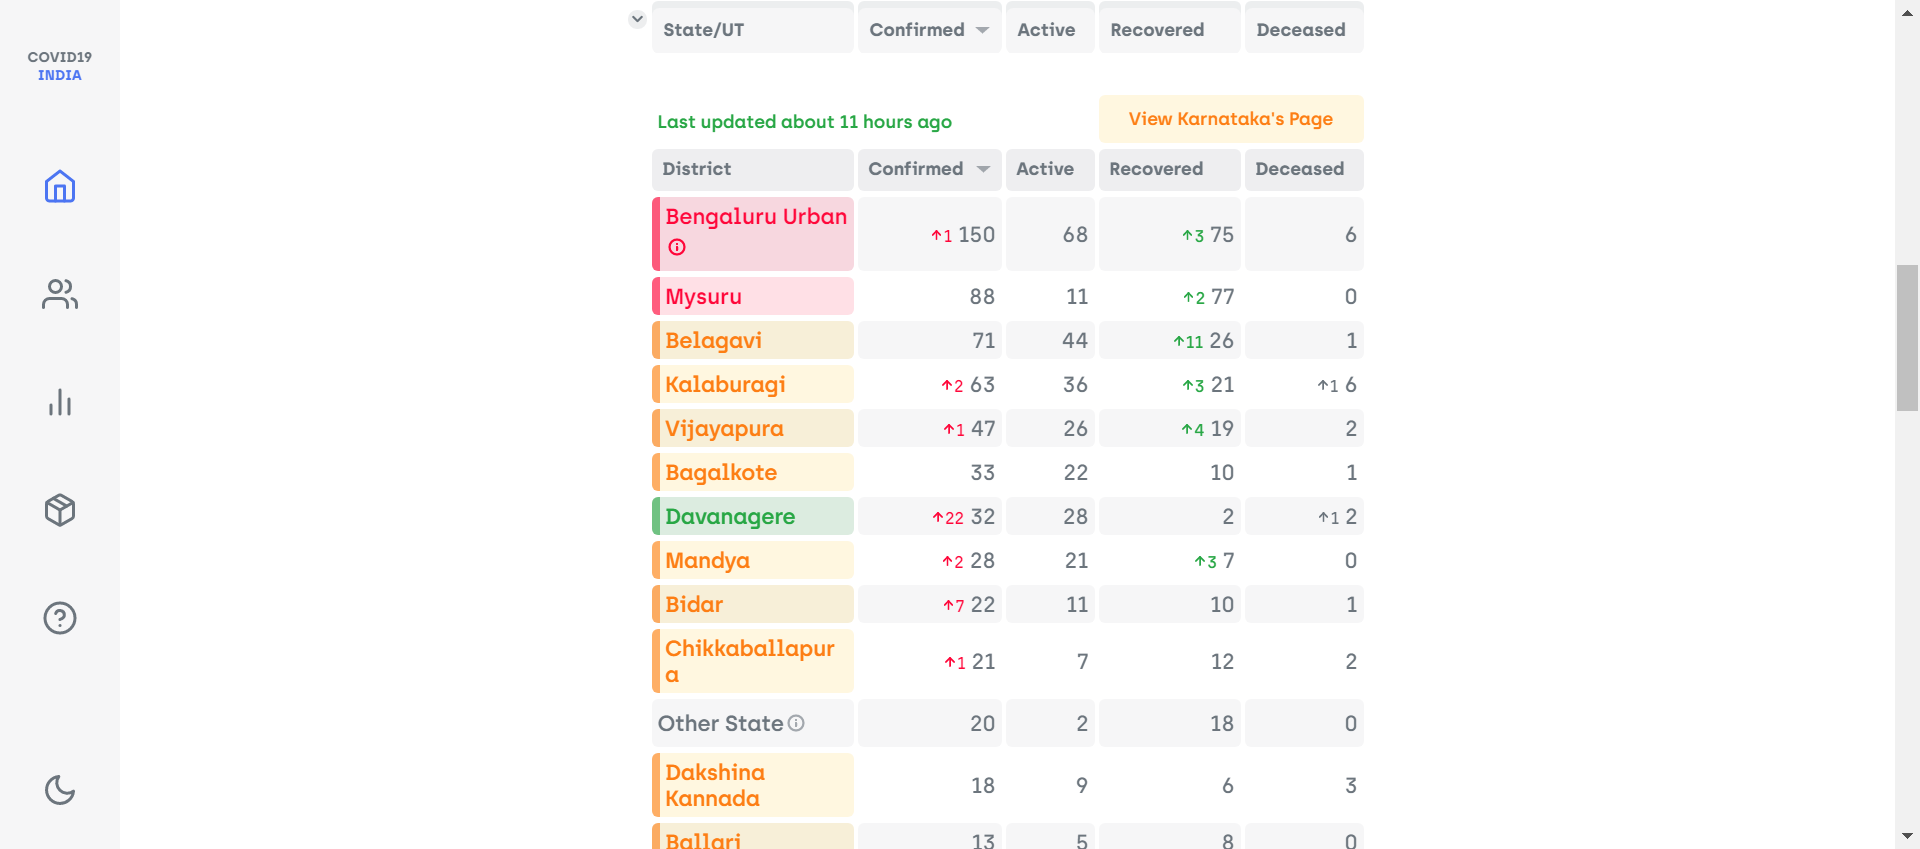 COVID19
INDIA
State/UT Confirmed Active Recovered Deceased
Last updated about 11 hours ago
View Karnataka's Page
District Confirmed Active Recovered Deceased
Bengaluru Urban
↑1 150 68 ↑3 75 6
Mysuru 88 11 ↑2 77 0
Belagavi 71 44 ↑11 26 1
Kalaburagi ↑2 63 36 ↑3 21 ↑1 6
Vijayapura ↑1 47 26 ↑4 19 2
Bagalkote 33 22 10 1
Davanagere ↑22 32 28 2 ↑1 2
Mandya ↑2 28 21 ↑3 7 0
Bidar ↑7 22 11 10 1
Chikkaballapur
a
↑1 21 7 12 2
Other State 20 2 18 0
Dakshina
Kannada
18 9 6 3
Ballari 13 5 8 0